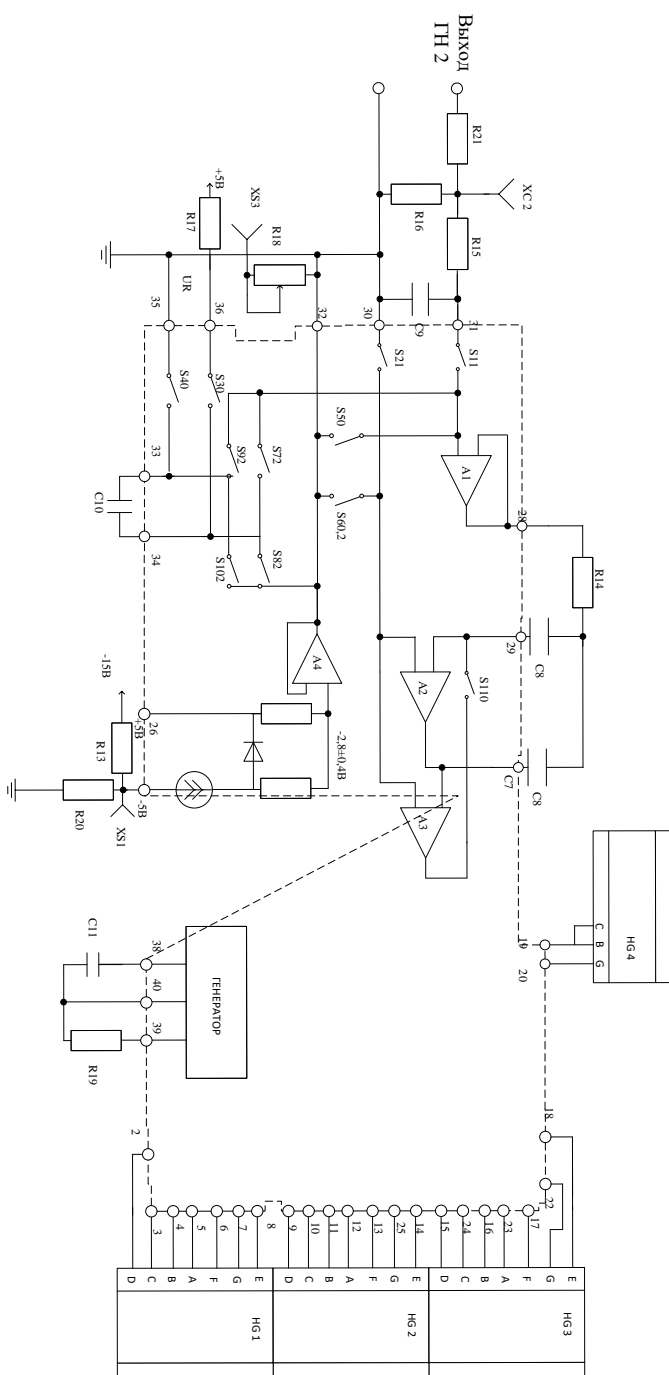 Выход
ГН 2
R21
XC 2
R16
R15
C9
31
30
+5В
R17
XS3
R18
UR
35
36
32
S40
S30
S21
S11
S50
S60,2
S92
S72
33
C10
34
S102
S82
A1
28
R14
29
C8
A2
S110
C7
C8
A3
A4
-15В
R13
+5В
26
-2,8±0,4В
-5В
XS1
R20
HG 4
C
B
G
19
20
C11
38
40
39
R19
ГЕНЕРАТОР
18
22
2
3
4
5
6
7
8
9
10
11
12
13
25
14
15
24
16
23
17
D
C
B
A
F
G
E
HG 1
D
C
B
A
F
G
E
HG 2
D
C
B
A
F
G
E
HG 3